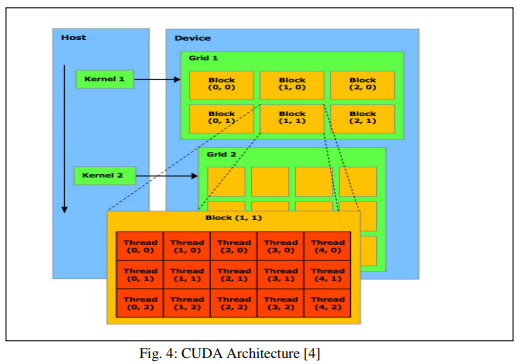 Host
Device
Grid 1
Kernel 1
Block
(0, 0)
Block
(1, 0)
Block
(2, 0)
Block
(0, 1)
Block
(1, 1)
Block
(2, 1)
Grid 2
Kernel 2
Block (1, 1)
Thread
(0, 0)
Thread
(1, 0)
Thread
(2, 0)
Thread
(3, 0)
Thread
(4, 0)
Thread
(0, 1)
Thread
(1, 1)
Thread
(2, 1)
Thread
(3, 1)
Thread
(4, 1)
Thread
(0, 2)
Thread
(1, 2)
Thread
(2, 2)
Thread
(3, 2)
Thread
(4, 2)
Fig. 4: CUDA Architecture [4]